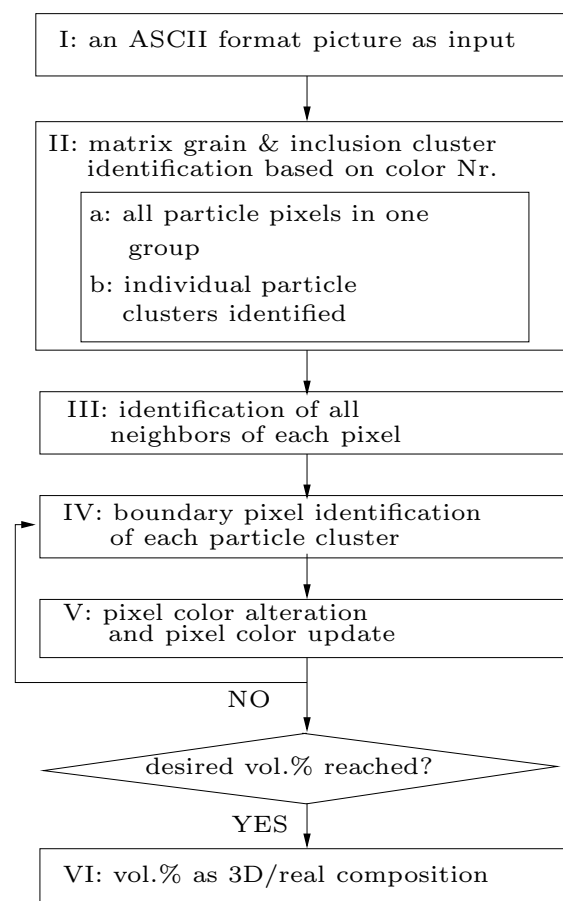 I: an ASCII format picture as input
II: matrix grain & inclusion cluster
identification based on color Nr.
a: all particle pixels in one
group
b: individual particle
clusters identified
III: identification of all
neighbors of each pixel
IV: boundary pixel identification
of each particle cluster
V: pixel color alteration
and pixel color update
NO
desired vol.% reached?
YES
VI: vol.% as 3D/real composition